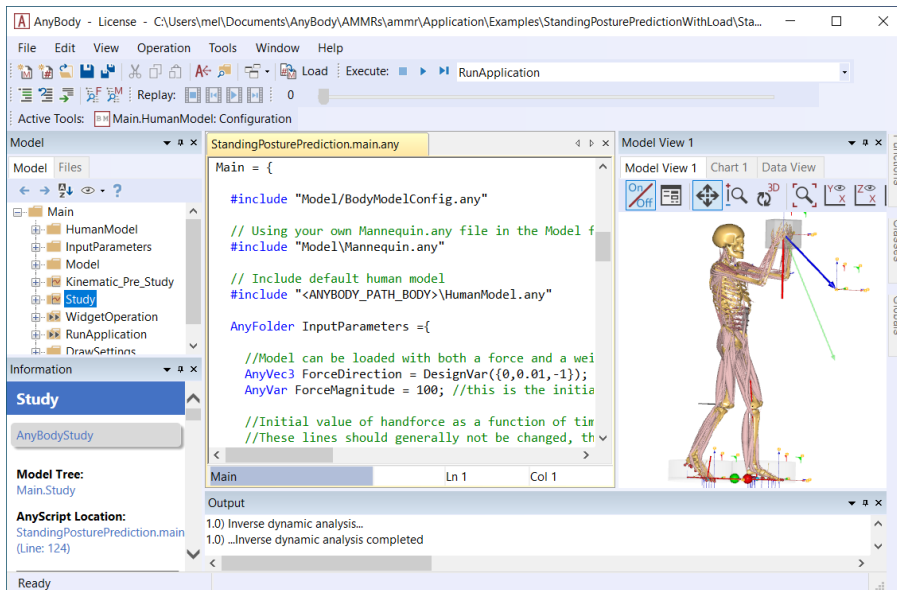 AnyBody - License - C:\Users\mel\Documents\AnyBody\AMMRs\ammr\Application\Examples\StandingPosturePredictionWithLoad\Sta...
File Edit View Operation Tools Window Help
Load Execute: RunApplication
Replay: 0
Active Tools: BM Main.HumanModel: Configuration
Model
Model Files
Main
HumanModel
InputParameters
Model
Kinematic_Pre_Study
Study
WidgetOperation
RunApplication
DrawSettings
Information
Study
AnyBodyStudy
Model Tree:
Main.Study
AnyScript Location:
StandingPosturePrediction.main
(Line: 124)
StandingPosturePrediction.main.any
Main = {
#include "Model/BodyModelConfig.any"
// Using your own Mannequin.any file in the Model f
#include "Model\Mannequin.any"
// Include default human model
#include "<ANYBODY_PATH_BODY>\HumanModel.any"
AnyFolder InputParameters ={
//Model can be loaded with both a force and a wei
AnyVec3 ForceDirection = DesignVar({0,0.01,-1});
AnyVar ForceMagnitude = 100; //this is the initia
//Initial value of handforce as a function of tim
//These lines should generally not be changed, th
Main Ln 1 Col 1
Model View 1
Model View 1 Chart 1 Data View
On/Off 3D Y X Z X
Classes
Globals
Output
1.0) Inverse dynamic analysis...
1.0) ...Inverse dynamic analysis completed
Ready